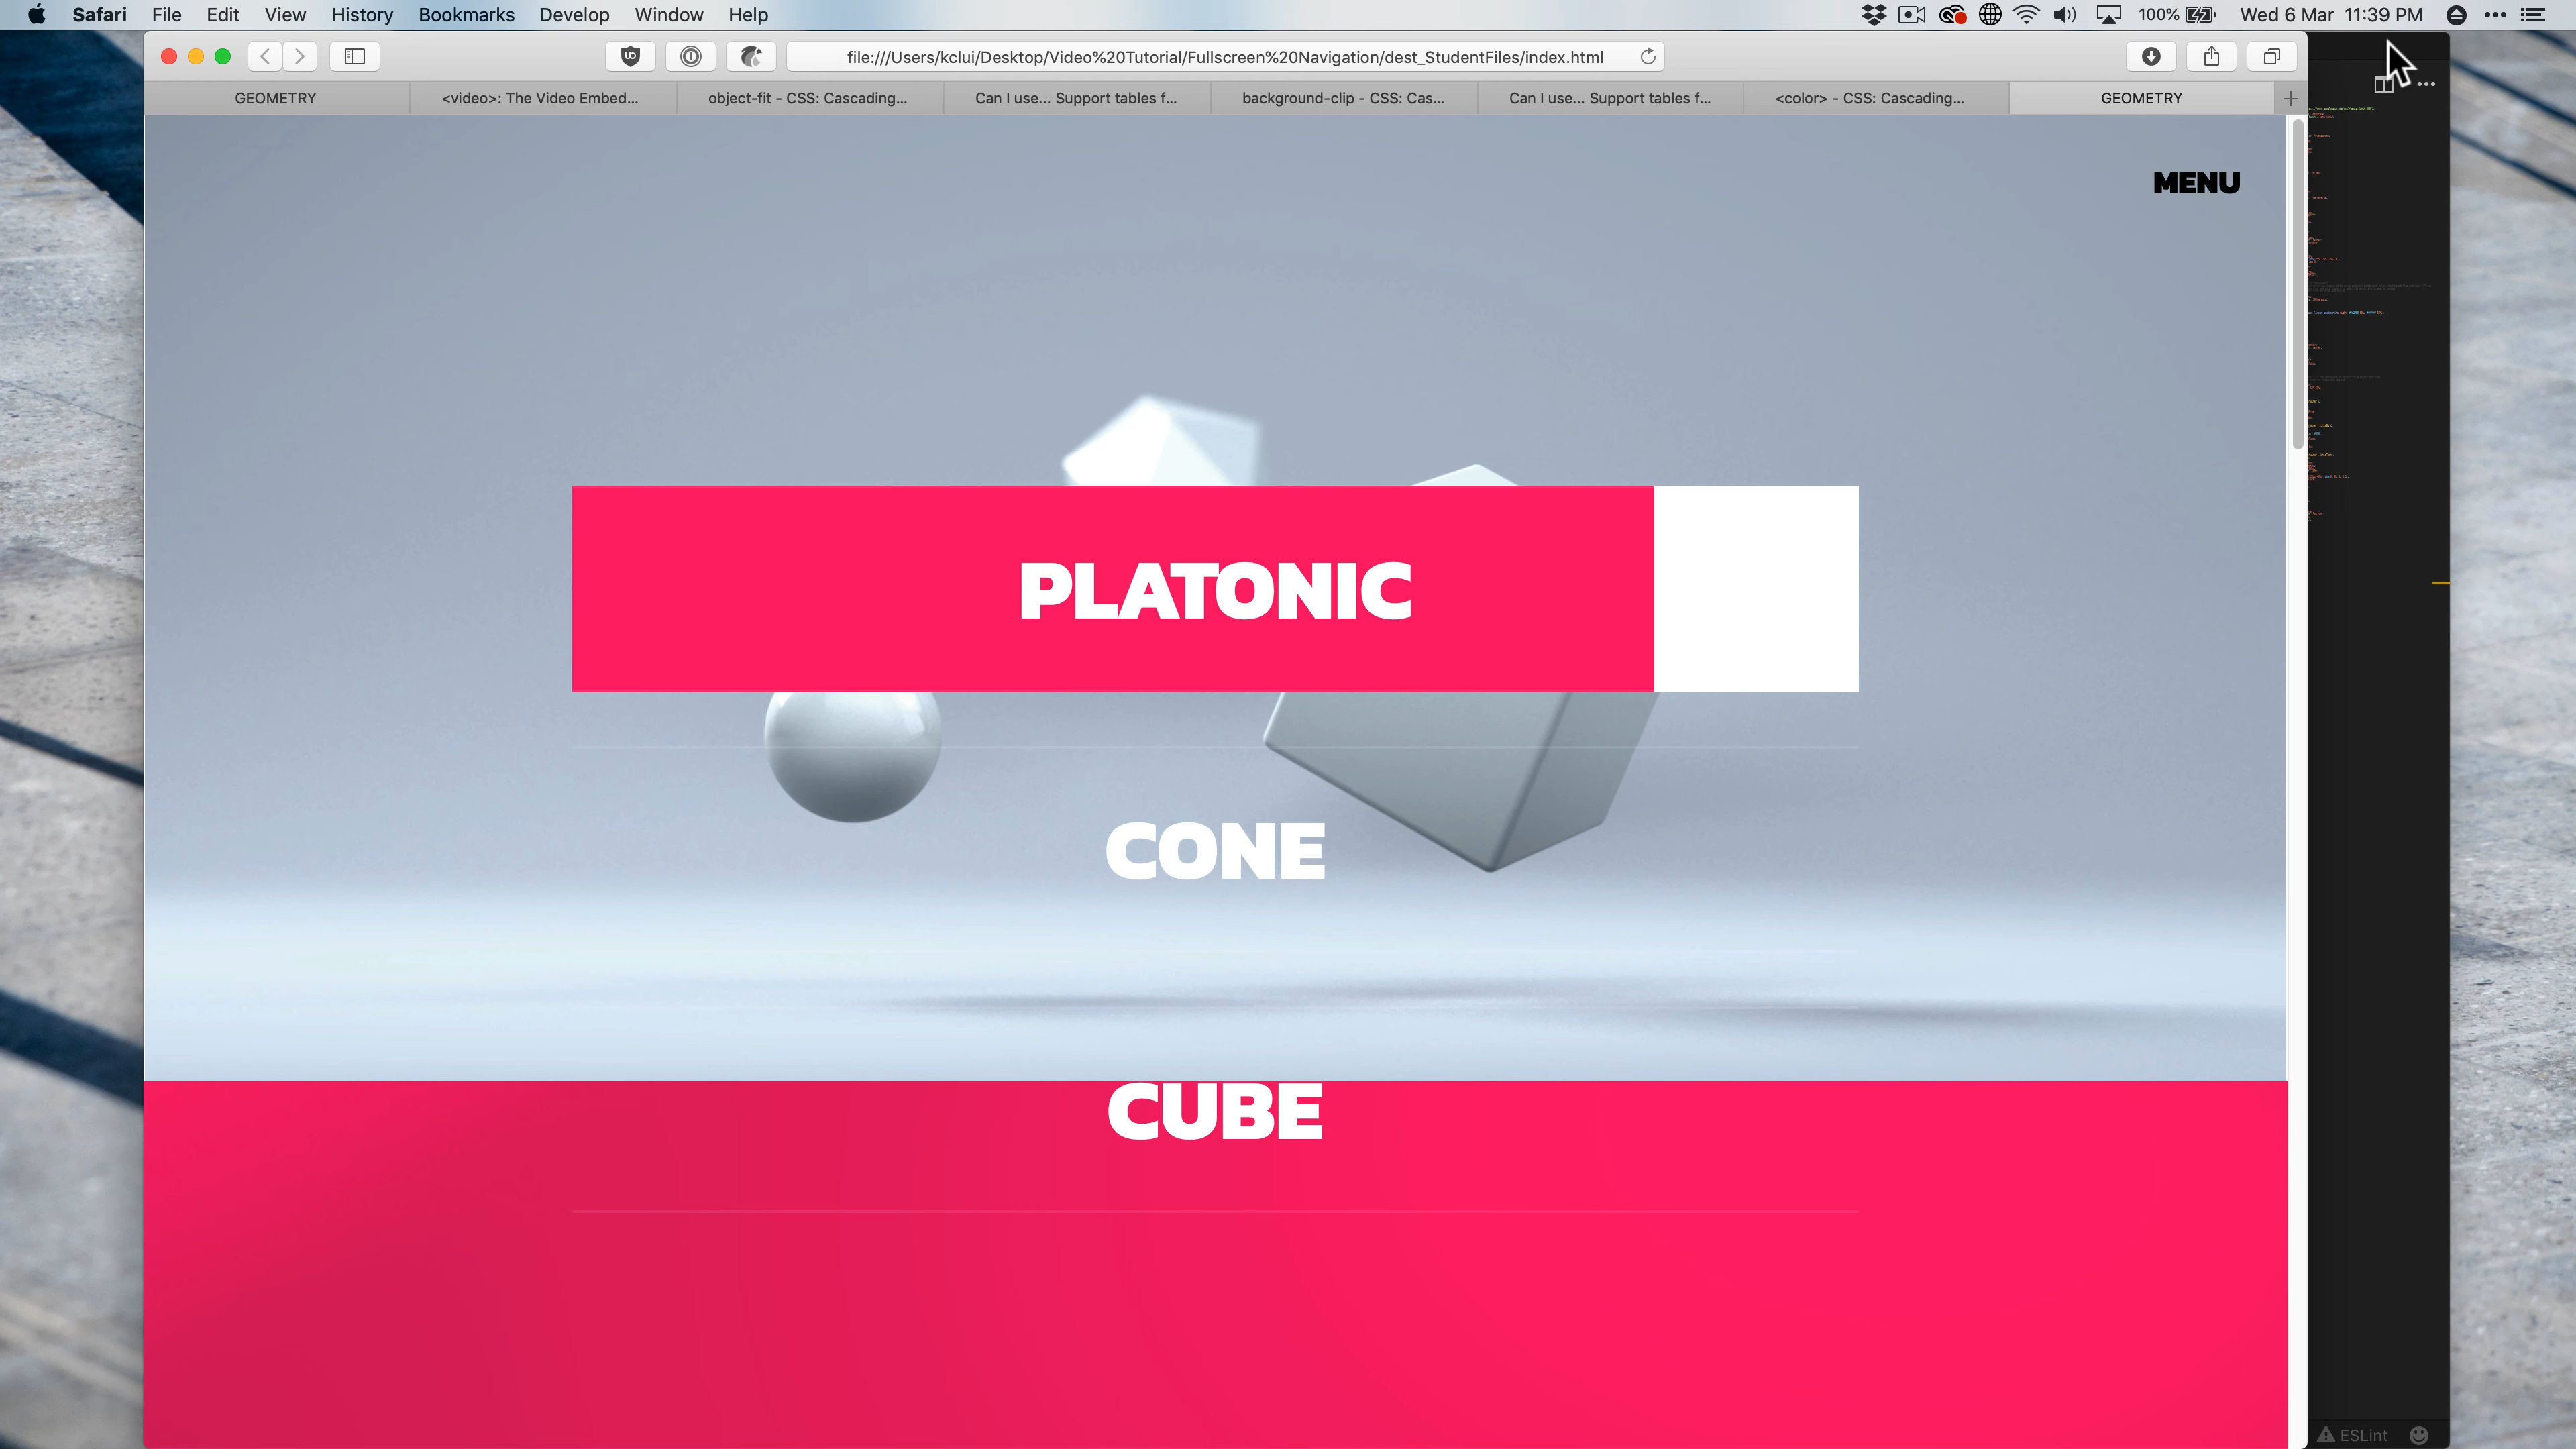 Safari File Edit View History Bookmarks Develop Window Help 100% Wed 6 Mar 11:39 PM
file:///Users/kclui/Desktop/Video%20Tutorial/Fullscreen%20Navigation/dest_StudentFiles/index.html
GEOMETRY <video>: The Video Embed... object-fit - CSS: Cascading... Can I use... Support tables f... background-clip - CSS: Cas... Can I use... Support tables f... <color> - CSS: Cascading... GEOMETRY
MENU
PLATONIC
CONE
CUBE
ESLint